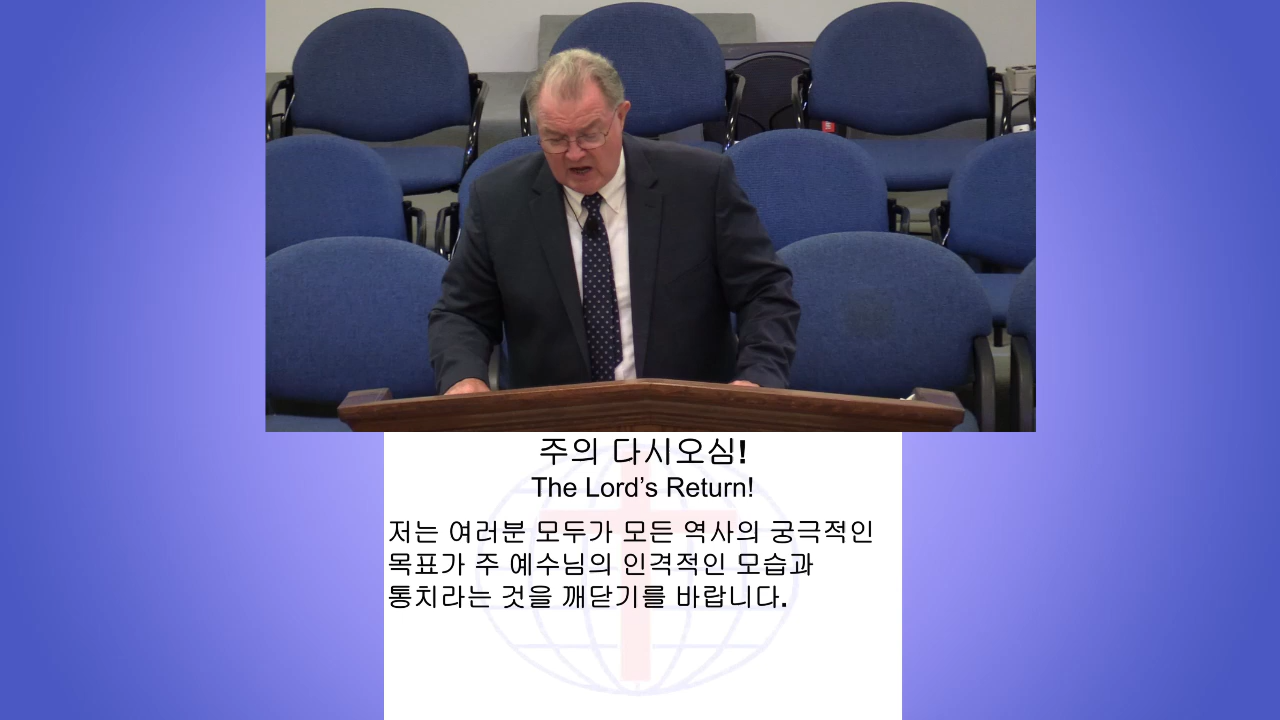 주의 다시오심!
The Lord's Return!
저는 여러분 모두가 모든 역사의 궁극적인
목표가 주 예수님의 인격적인 모습과
통치라는 것을 깨닫기를 바랍니다.